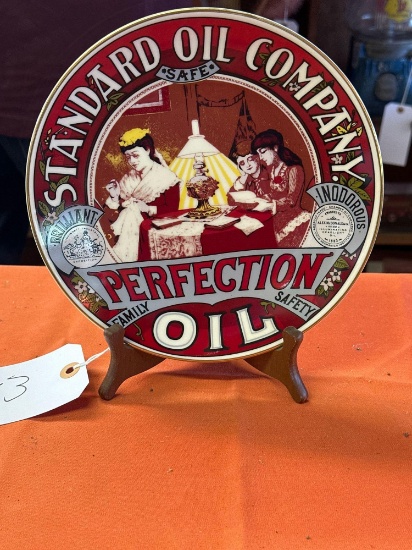 STANDARD OIL COMPANY
·SAFE·
BRILLIANT
INODOROUS
PERFECTION
FAMILY
SAFETY
OIL
3